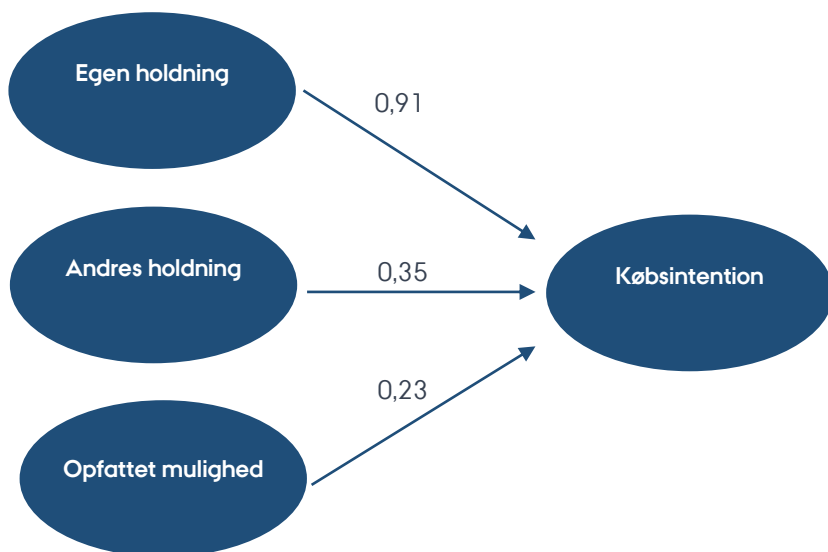 Egen holdning
0,91
Andres holdning
0,35
Købsintention
0,23
Opfattet mulighed